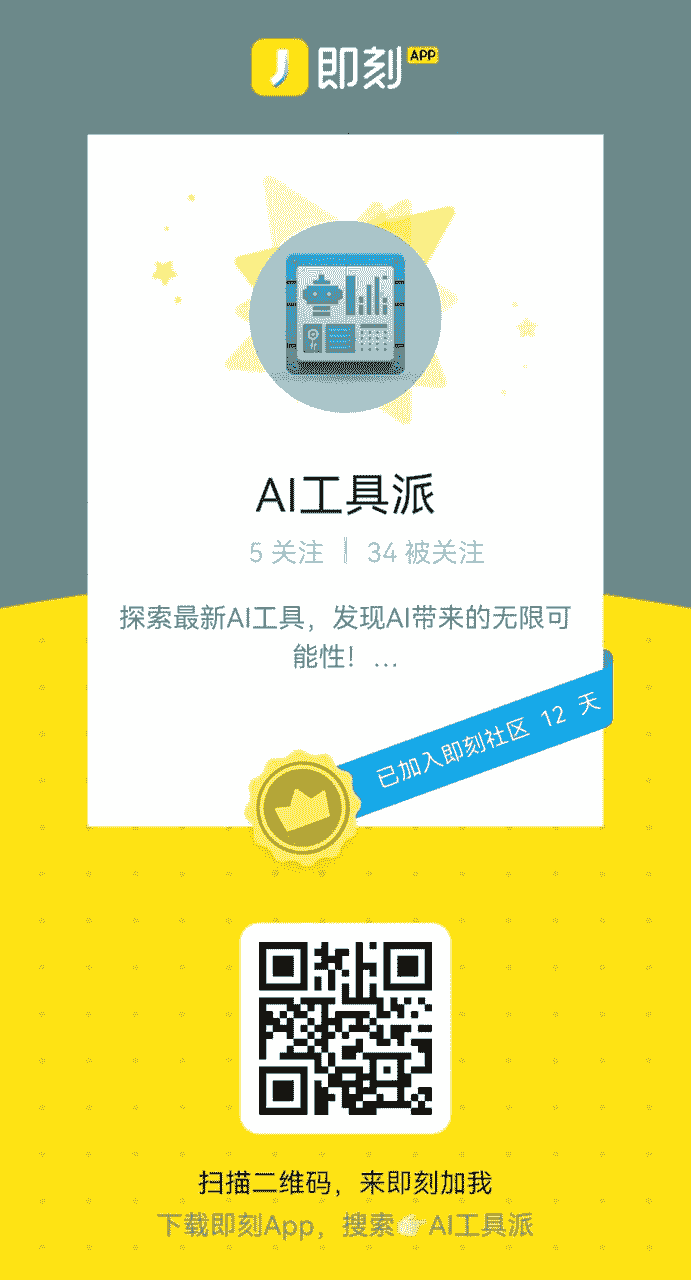 即刻 APP
AI工具派
5 关注 | 34 被关注
探索最新AI工具，发现AI带来的无限可
能性！...
已加入即刻社区 12 天
扫描二维码，来即刻加我
下载即刻App，搜索👉AI工具派